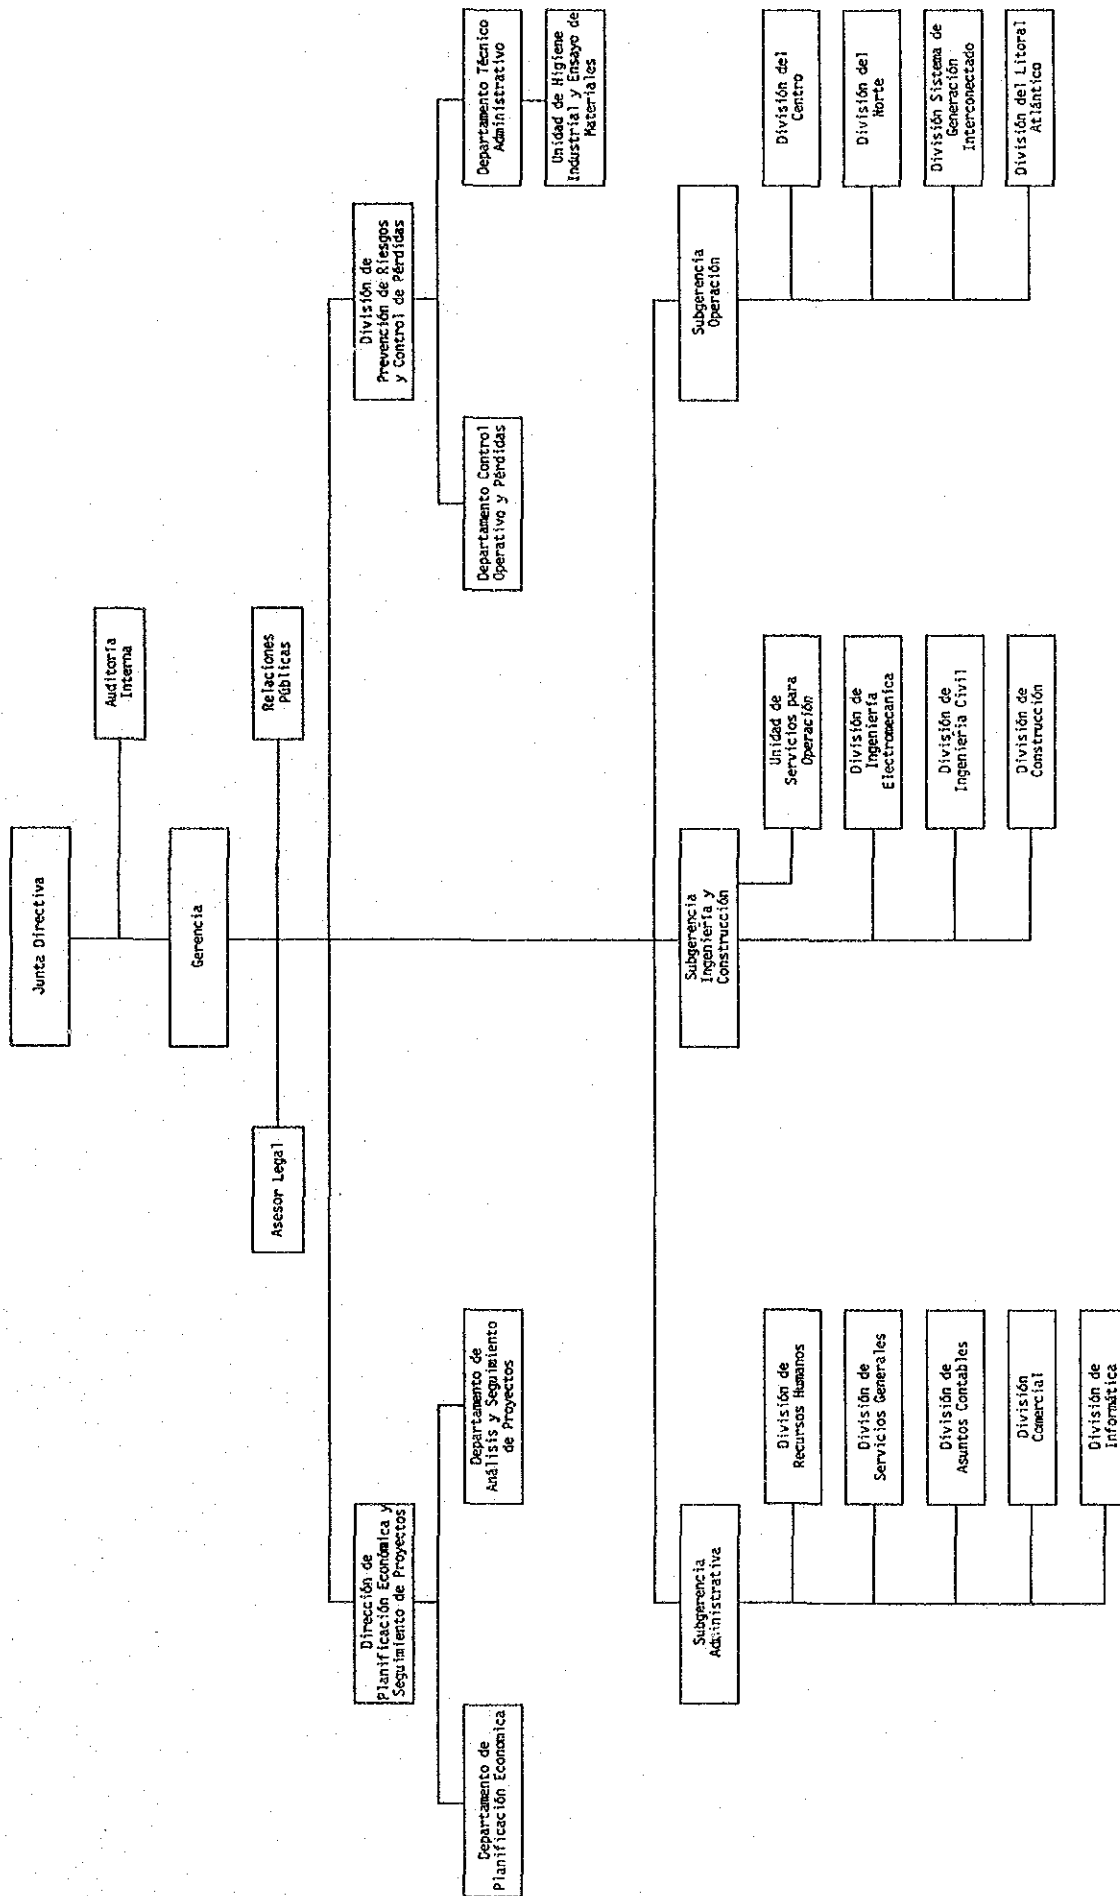 Junta Directiva
Auditoría
Interna
Gerencia
Asesor Legal
Relaciones
Públicas
Dirección de
Planificación Económica y
Seguimiento de Proyectos
División de
Prevención de Riesgos
y Control de Pérdidas
Departamento de
Planificación Economica
Departamento de
Análisis y Seguimiento
de Proyectos
Departamento Control
Operativo y Pérdidas
Departamento Técnico
Administrativo
Unidad de Higiene
Industrial y Ensayo de
Materiales
Subgerencia
Administrativa
Subgerencia
Ingeniería y
Construcción
Subgerencia
Operación
División de
Recursos Humanos
División de
Servicios Generales
División de
Asuntos Contables
División
Comercial
División de
Informática
Unidad de
Servicios para
Operación
División de
Ingeniería
Electromecanica
División de
Ingeniería Civil
División de
Construcción
División del
Centro
División del
Norte
División Sistema de
Generación
Interconectado
División del Litoral
Atlántico